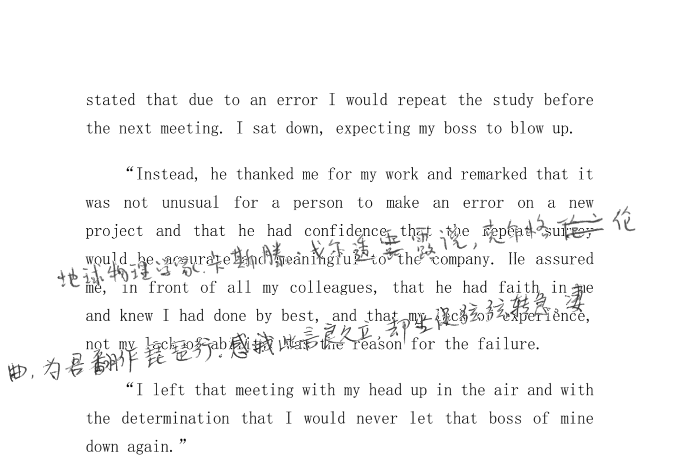 stated that due to an error I would repeat the study before
the next meeting. I sat down, expecting my boss to blow up.
“Instead, he thanked me for my work and remarked that it
was not unusual for a person to make an error on a new
project and that he had confidence that the repeat survey
地球物理学家卡斯腾·戈尔透露说，克尔格伦
would be accurate and meaningful to the company. He assured
me, in front of all my colleagues, that he had faith in me
and knew I had done by best, and that my lack of experience,
曲，为君翻作琵琶行。感我此言良久立，却坐促弦弦转急。凄
not my lack of ability, was the reason for the failure.
“I left that meeting with my head up in the air and with
the determination that I would never let that boss of mine
down again.”